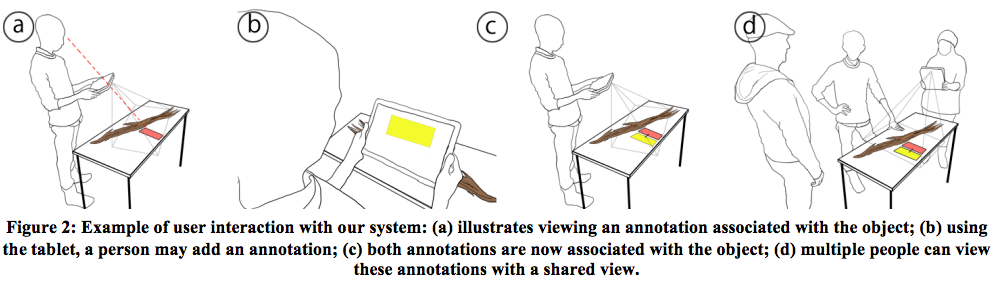 a b c d
Figure 2: Example of user interaction with our system: (a) illustrates viewing an annotation associated with the object; (b) using
the tablet, a person may add an annotation; (c) both annotations are now associated with the object; (d) multiple people can view
these annotations with a shared view.